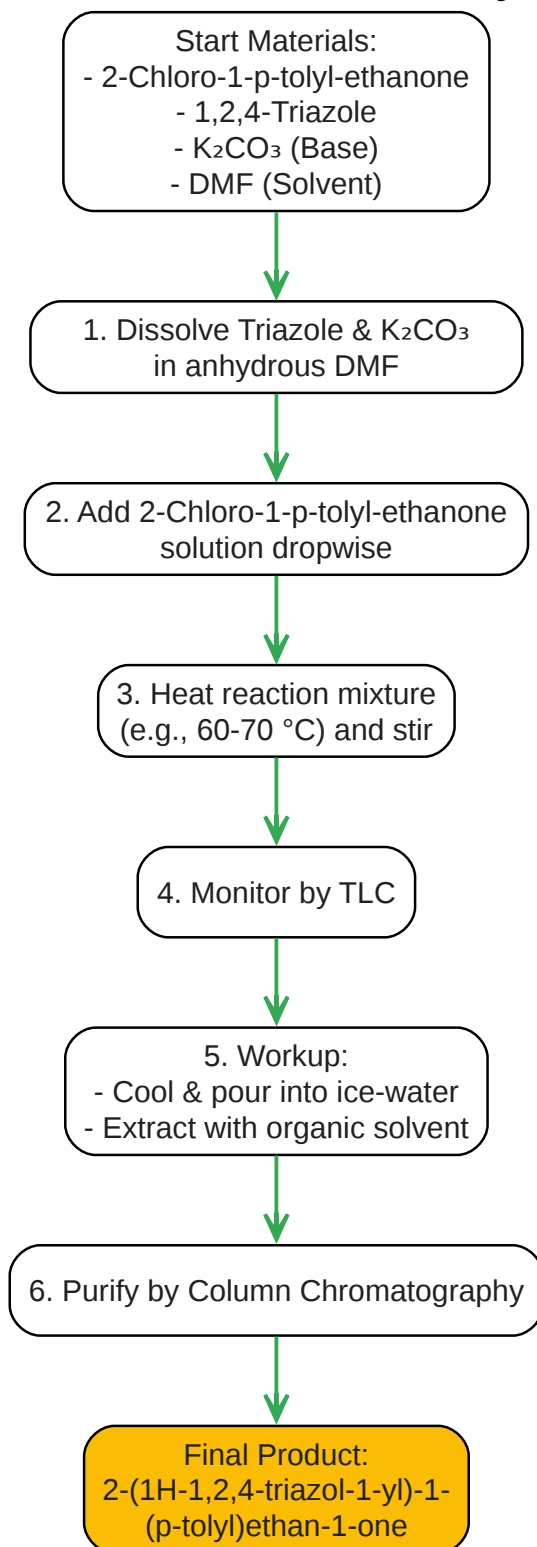 Start Materials:
- 2-Chloro-1-p-tolyl-ethanone
- 1,2,4-Triazole
- K₂CO₃ (Base)
- DMF (Solvent)
1. Dissolve Triazole & K₂CO₃
in anhydrous DMF
2. Add 2-Chloro-1-p-tolyl-ethanone
solution dropwise
3. Heat reaction mixture
(e.g., 60-70 °C) and stir
4. Monitor by TLC
5. Workup:
- Cool & pour into ice-water
- Extract with organic solvent
6. Purify by Column Chromatography
Final Product:
2-(1H-1,2,4-triazol-1-yl)-1-
(p-tolyl)ethan-1-one